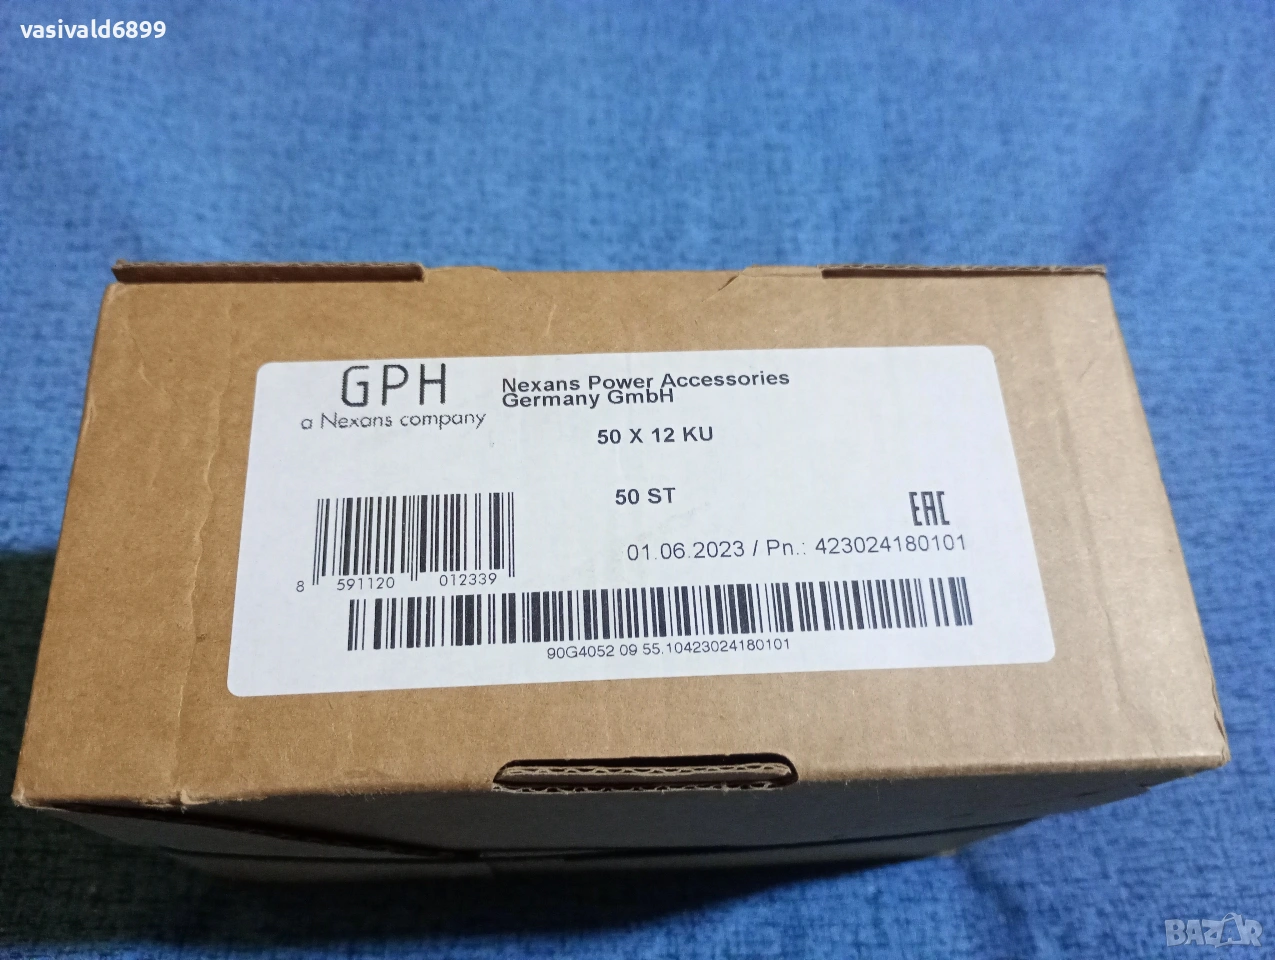 vasivald6899
GPH
a Nexans company
Nexans Power Accessories
Germany GmbH
50 X 12 KU
50 ST
EAC
01.06.2023 / Pn.: 423024180101
8 591120 012339
90G4052 09 55.10423024180101
BAZAR